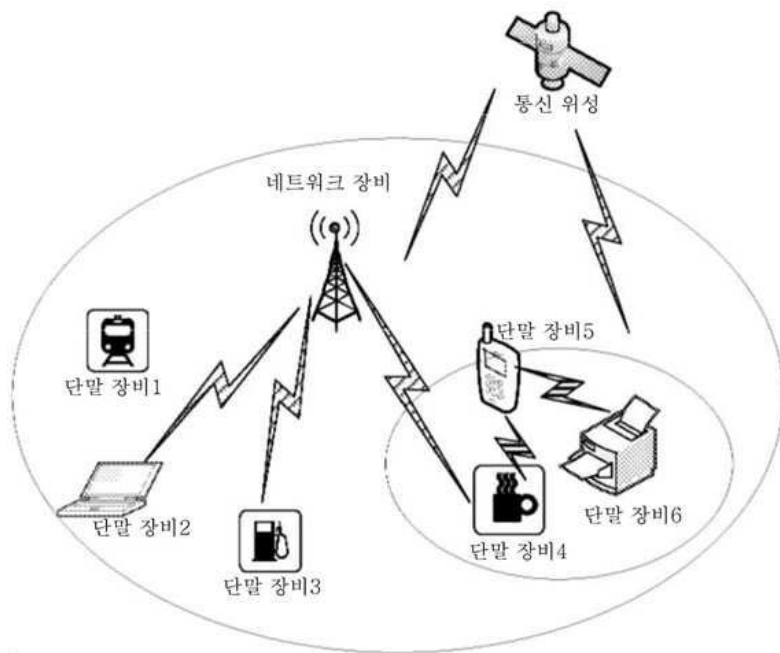 통신 위성
네트워크 장비
단말 장비5
단말 장비1
단말 장비2
단말 장비6
단말 장비4
단말 장비3